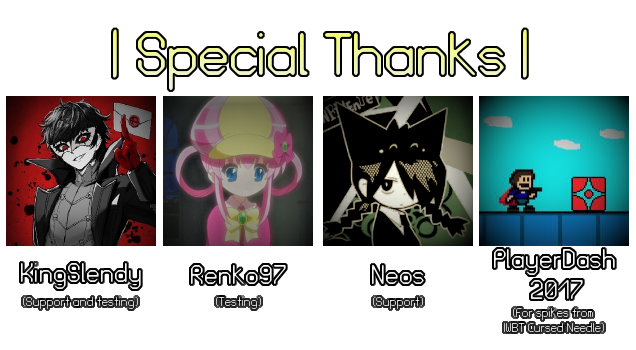 | Special Thanks |
KingSlendy
(Support and testing)
Renko97
(Testing)
Neos
(Support)
PlayerDash
2017
(For spikes from
IWBT Cursed Needle)